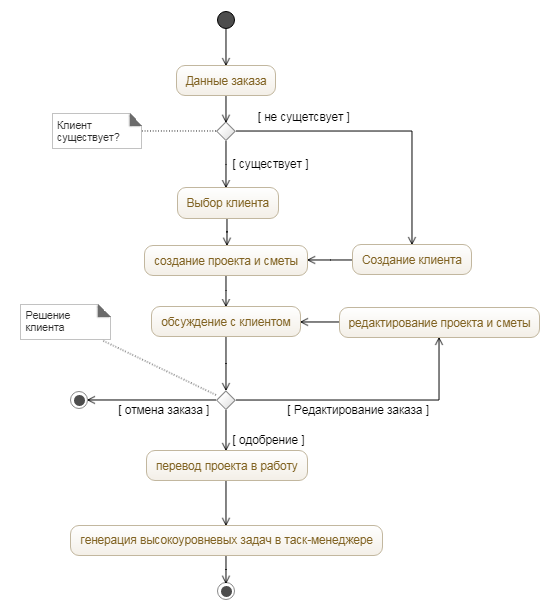 Данные заказа
[ не сущетсвует ]
Клиент
существует?
[ существует ]
Выбор клиента
создание проекта и сметы
Создание клиента
Решение
клиента
обсуждение с клиентом
редактирование проекта и сметы
[ отмена заказа ]
[ Редактирование заказа ]
[ одобрение ]
перевод проекта в работу
генерация высокоуровневых задач в таск-менеджере